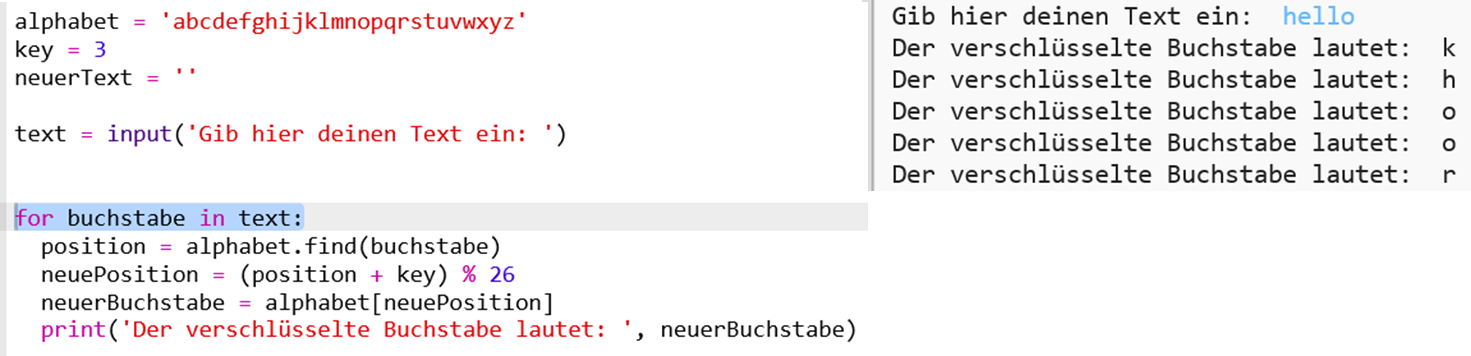 alphabet = 'abcdefghijklmnopqrstuvwxyz'
key = 3
neuerText = ''
text = input('Gib hier deinen Text ein: ')
for buchstabe in text:
  position = alphabet.find(buchstabe)
  neuePosition = (position + key) % 26
  neuerBuchstabe = alphabet[neuePosition]
  print('Der verschlüsselte Buchstabe lautet: ', neuerBuchstabe)
Gib hier deinen Text ein:  hello
Der verschlüsselte Buchstabe lautet:  k
Der verschlüsselte Buchstabe lautet:  h
Der verschlüsselte Buchstabe lautet:  o
Der verschlüsselte Buchstabe lautet:  o
Der verschlüsselte Buchstabe lautet:  r